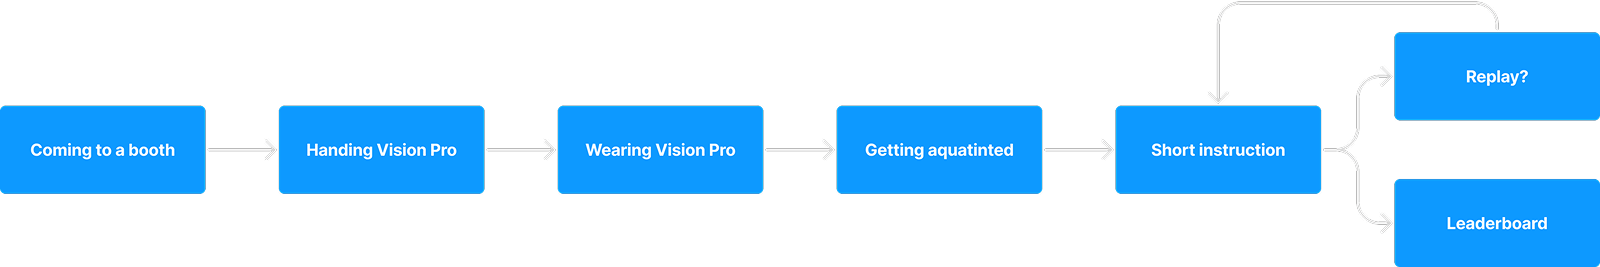 Coming to a booth
Handing Vision Pro
Wearing Vision Pro
Getting aquatinted
Short instruction
Replay?
Leaderboard